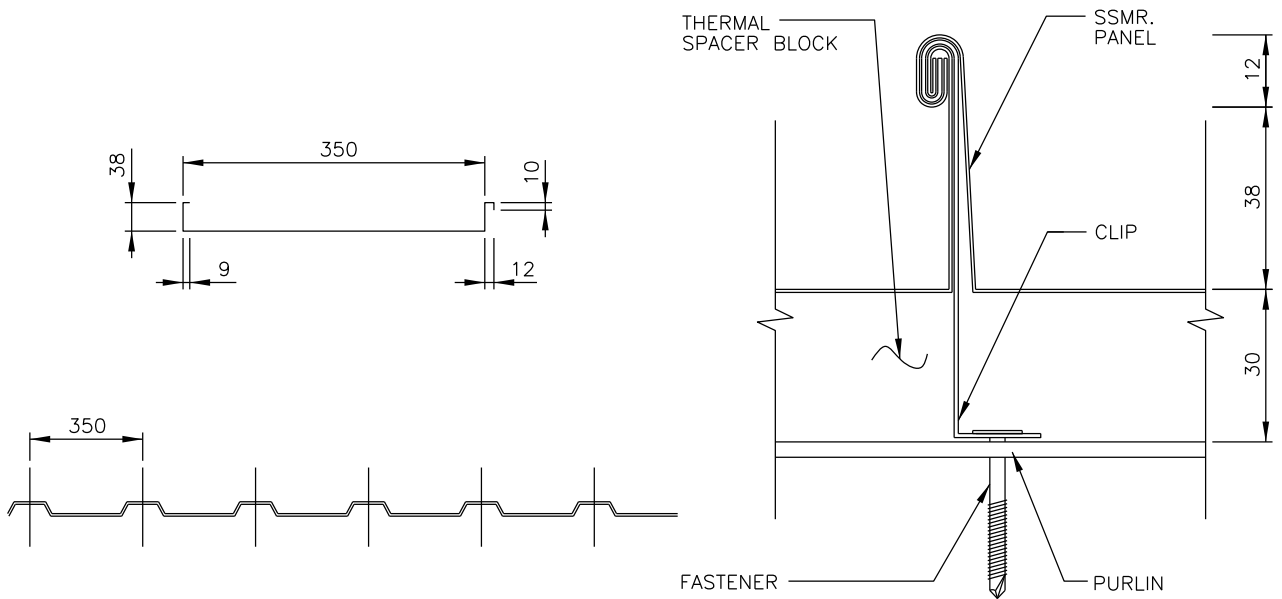 THERMAL
SPACER BLOCK
SSMR.
PANEL
12
350
38
10
38
9
12
CLIP
30
350
FASTENER
PURLIN